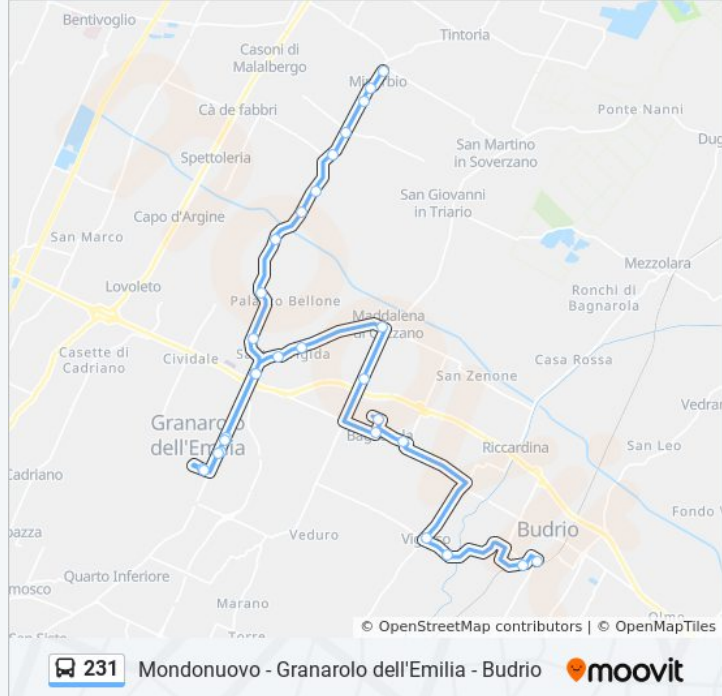 Bentivoglio
Tintoria
Casoni di
Malalbergo
Cà de fabbri
Ponte Nanni
San Martino
in Soverzano
Spettoleria
San Giovanni
in Triario
Capo d'Argine
San Marco
Mezzolara
Lovoleto
Ronchi di
Bagnarola
Maddalena
Casette di
Cadriano
Cividale
Casa Rossa
San Zenone
Granarolo
dell'Emilia
Riccardina
San Leo
Cadriano
Budrio
Veduro
Quarto Inferiore
Marano
© OpenStreetMap contributors | © OpenMapTiles
231 Mondonuovo - Granarolo dell'Emilia - Budrio moovit